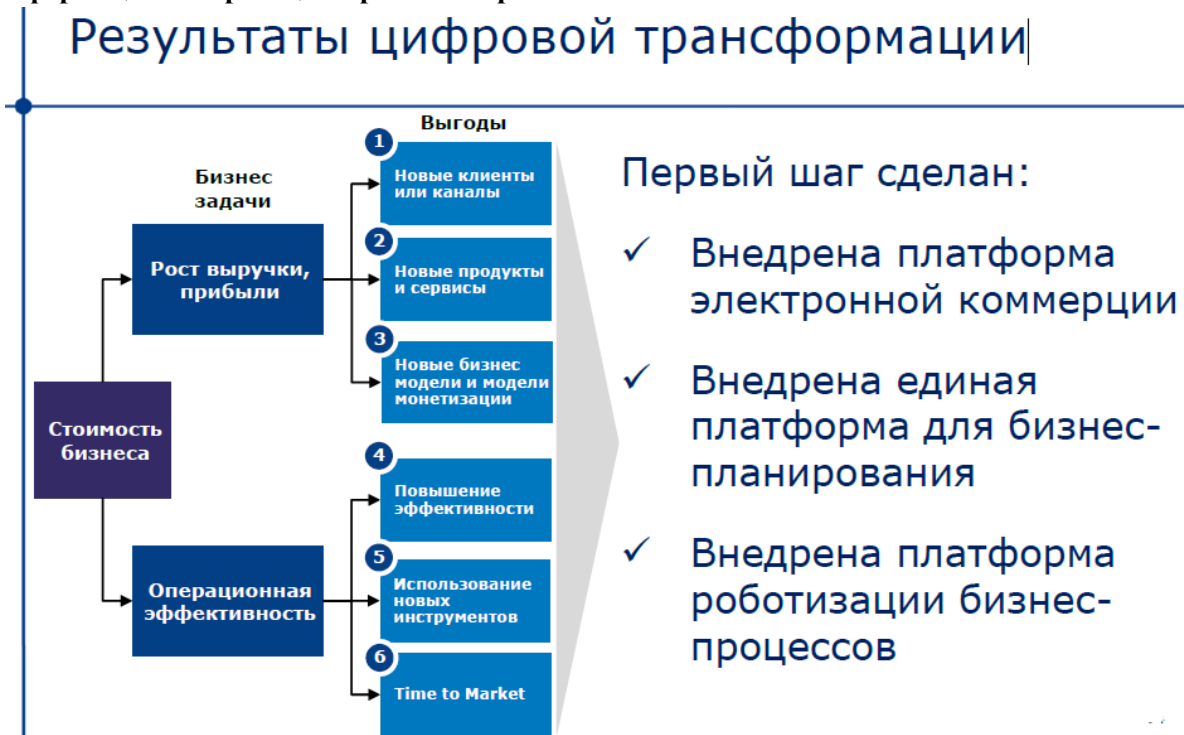 Результаты цифровой трансформации
Выгоды
Бизнес
задачи
Стоимость
бизнеса
Рост выручки,
прибыли
Операционная
эффективность
1
Новые клиенты
или каналы
2
Новые продукты
и сервисы
3
Новые бизнес
модели и модели
монетизации
4
Повышение
эффективности
5
Использование
новых
инструментов
6
Time to Market
Первый шаг сделан:
✓ Внедрена платформа
электронной коммерции
✓ Внедрена единая
платформа для бизнес-
планирования
✓ Внедрена платформа
роботизации бизнес-
процессов